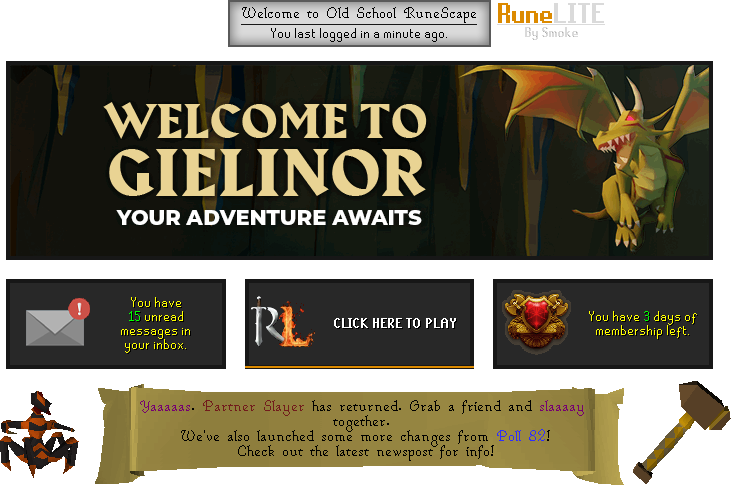 Welcome to Old School RuneScape
You last logged in a minute ago.
RuneLITE
By Smoke
WELCOME TO
GIELINOR
YOUR ADVENTURE AWAITS
!
You have
15 unread
messages in
your inbox.
RL
CLICK HERE TO PLAY
You have 3 days of
membership left.
Yaaaaas. Partner Slayer has returned. Grab a friend and slaaaay
together.
We've also launched some more changes from Poll 82!
Check out the latest newspost for info!